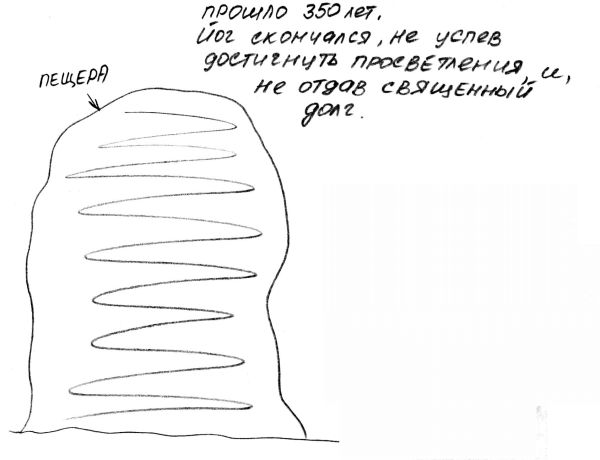 прошло 350 лет.
Йог скончался, не успев
достигнуть просветления, и,
не отдав священный
долг.
пещера